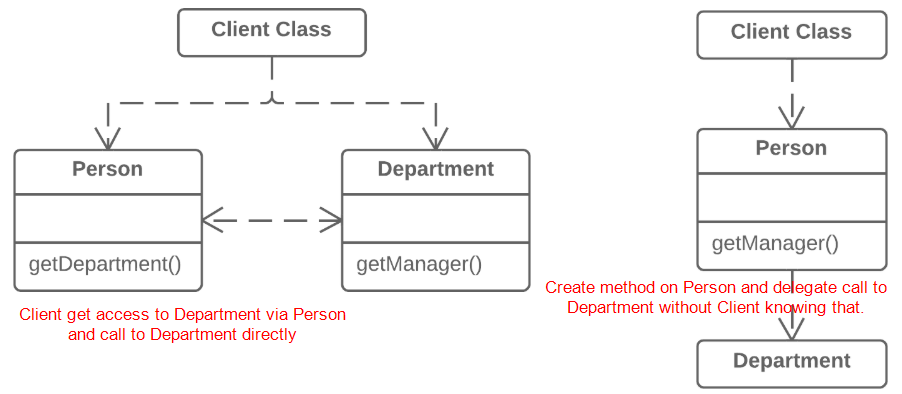 Client Class
Person
Department
getDepartment()
getManager()
Client get access to Department via Person
and call to Department directly
Client Class
Person
getManager()
Create method on Person and delegate call to
Department without Client knowing that.
Department